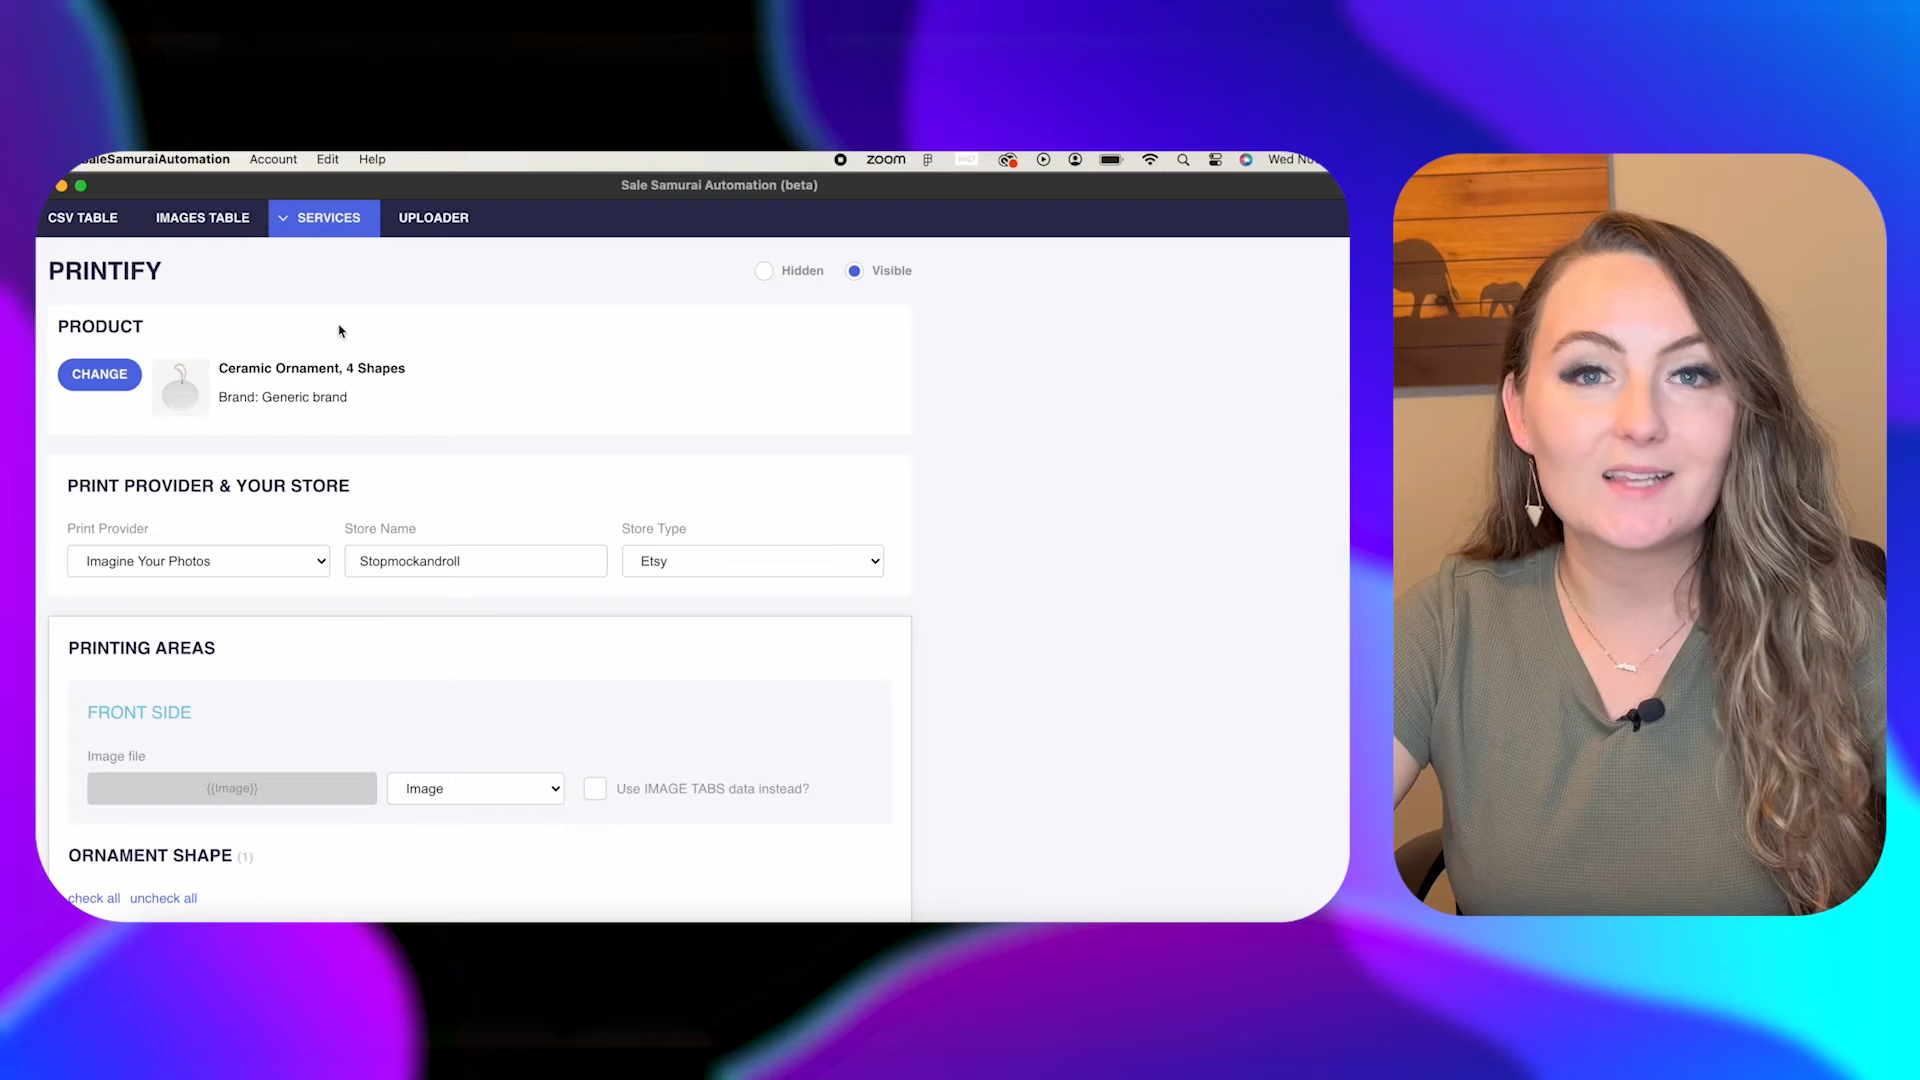 SaleSamuraiAutomation Account Edit Help zoom Wed No
Sale Samurai Automation (beta)
CSV TABLE IMAGES TABLE SERVICES UPLOADER
PRINTIFY Hidden Visible
PRODUCT
CHANGE
Ceramic Ornament, 4 Shapes
Brand: Generic brand
PRINT PROVIDER & YOUR STORE
Print Provider Store Name Store Type
Imagine Your Photos Stopmockandroll Etsy
PRINTING AREAS
FRONT SIDE
Image file
{{Image}} Image Use IMAGE TABS data instead?
ORNAMENT SHAPE (1)
check all uncheck all